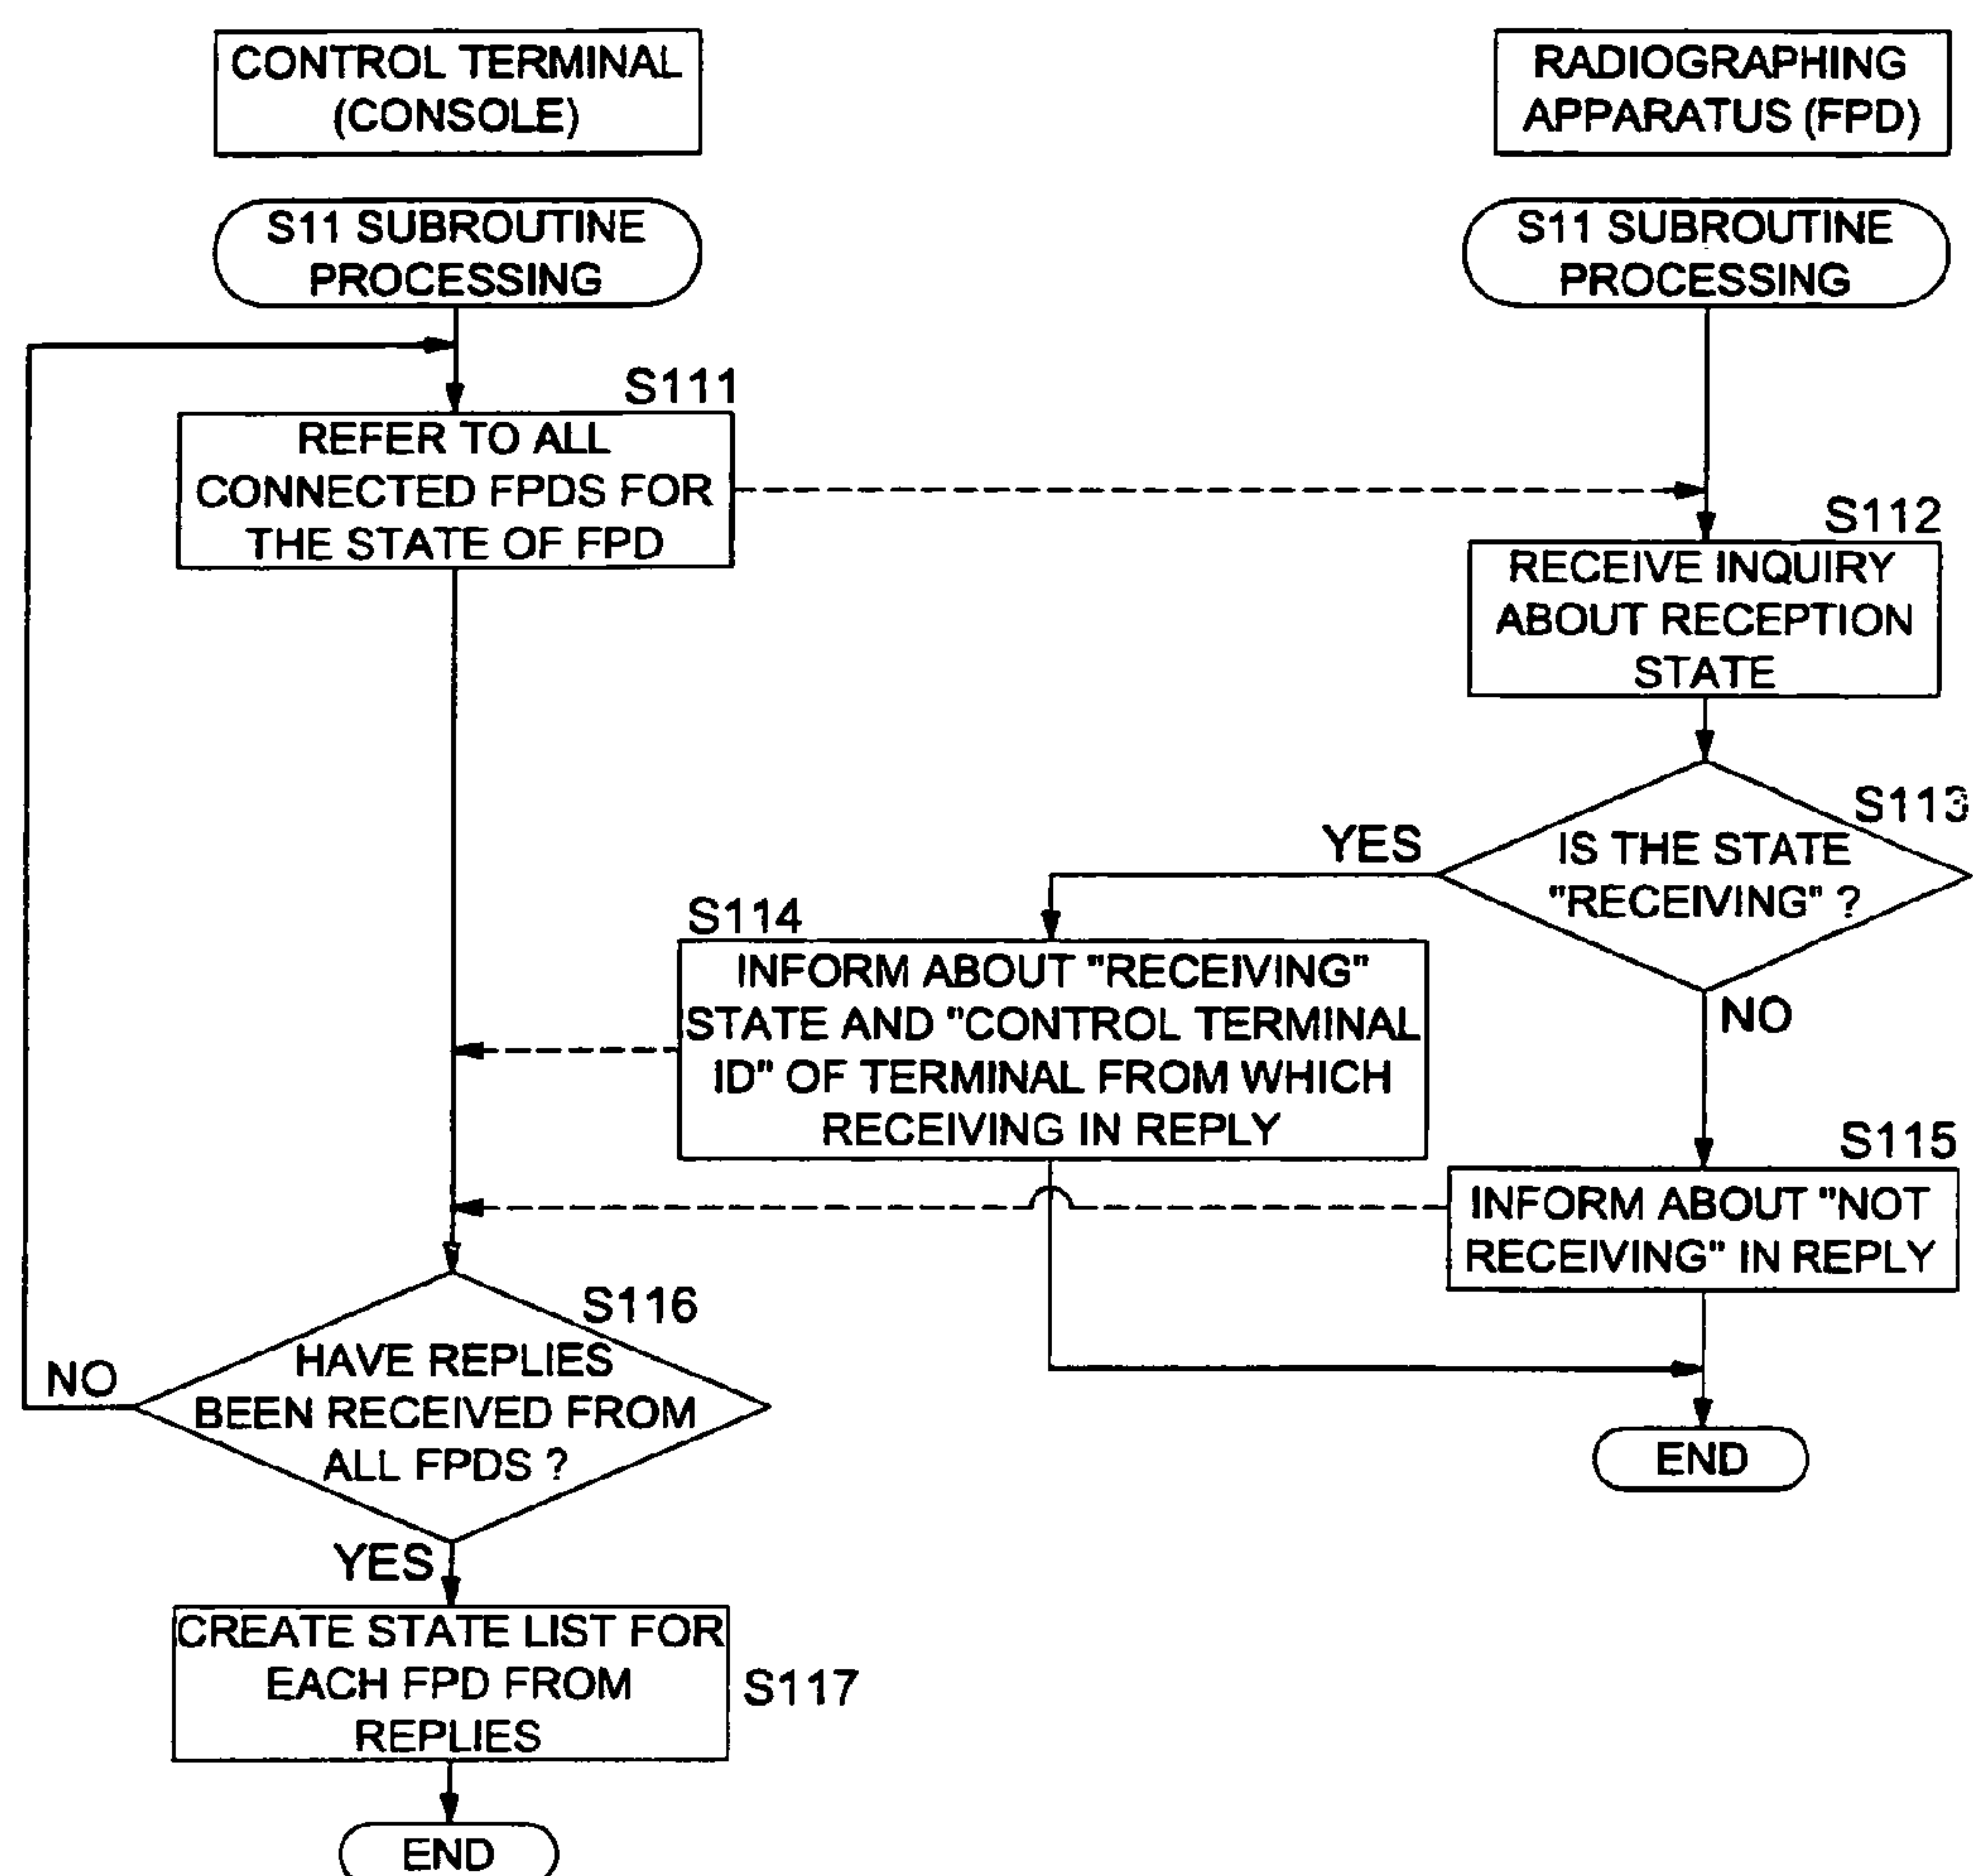 CONTROL TERMINAL
(CONSOLE)
RADIOGRAPHING
APPARATUS (FPD)
S11 SUBROUTINE
PROCESSING
S11 SUBROUTINE
PROCESSING
S111
REFER TO ALL
CONNECTED FPDS FOR
THE STATE OF FPD
S112
RECEIVE INQUIRY
ABOUT RECEPTION
STATE
S113
IS THE STATE
"RECEIVING" ?
YES
NO
S114
INFORM ABOUT "RECEIVING"
STATE AND "CONTROL TERMINAL
ID" OF TERMINAL FROM WHICH
RECEIVING IN REPLY
S115
INFORM ABOUT "NOT
RECEIVING" IN REPLY
END
S116
HAVE REPLIES
BEEN RECEIVED FROM
ALL FPDS ?
NO
YES
CREATE STATE LIST FOR
EACH FPD FROM
REPLIES
S117
END